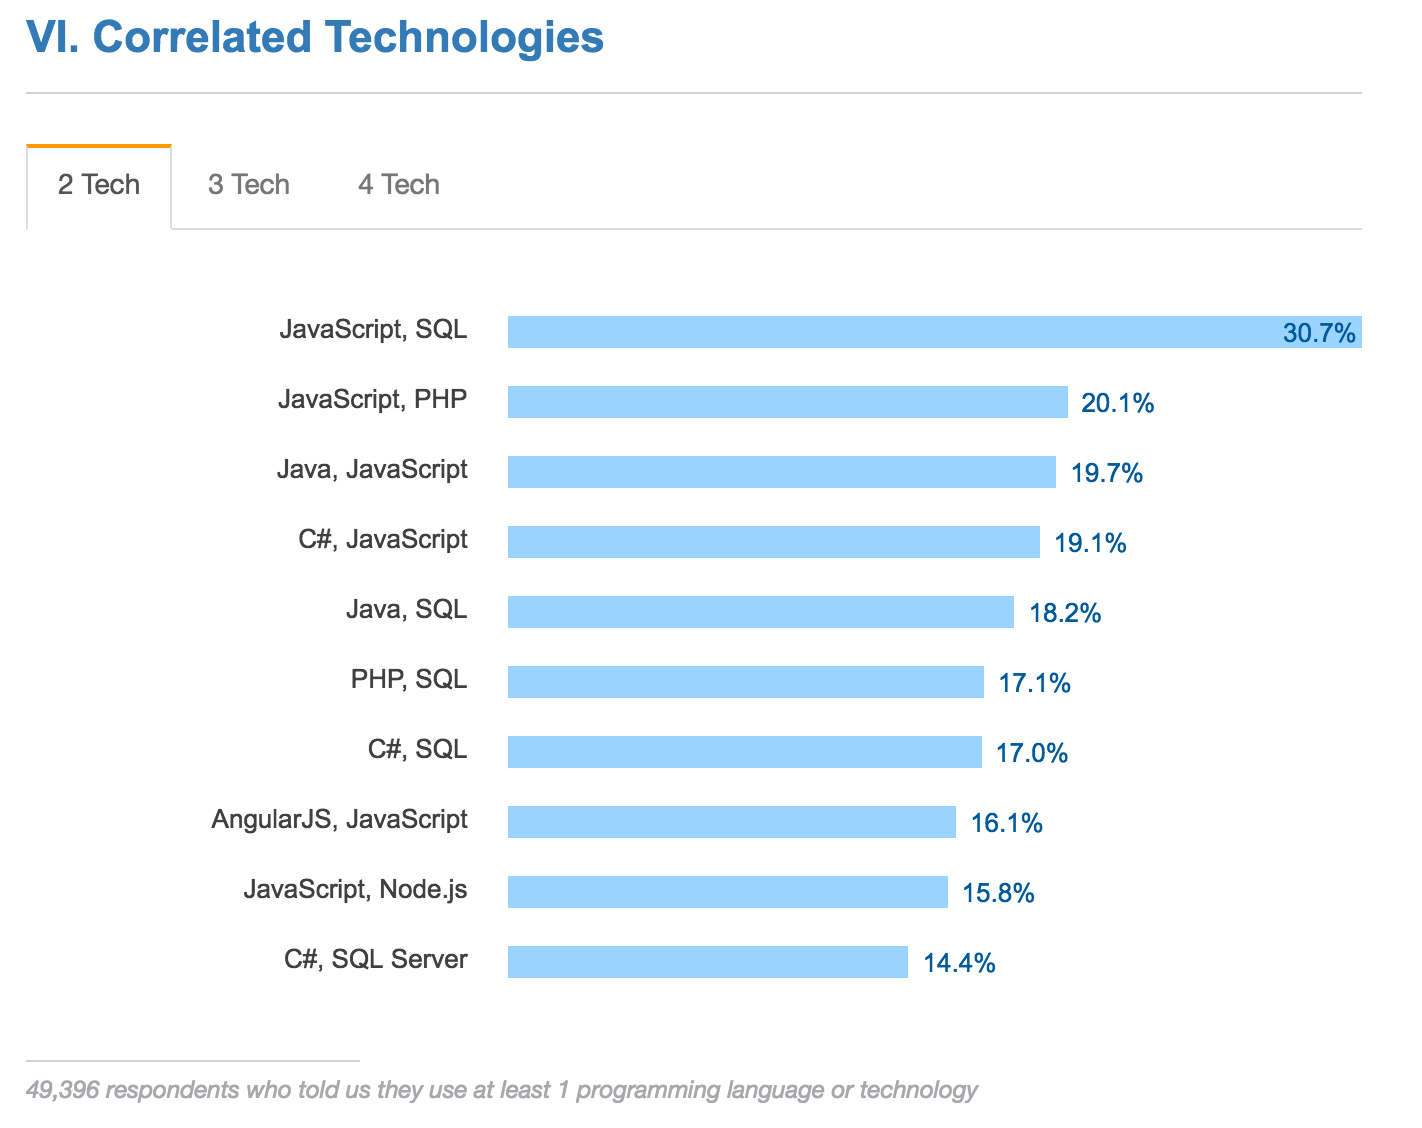 VI. Correlated Technologies
2 Tech 3 Tech 4 Tech
JavaScript, SQL 30.7%
JavaScript, PHP 20.1%
Java, JavaScript 19.7%
C#, JavaScript 19.1%
Java, SQL 18.2%
PHP, SQL 17.1%
C#, SQL 17.0%
AngularJS, JavaScript 16.1%
JavaScript, Node.js 15.8%
C#, SQL Server 14.4%
49,396 respondents who told us they use at least 1 programming language or technology